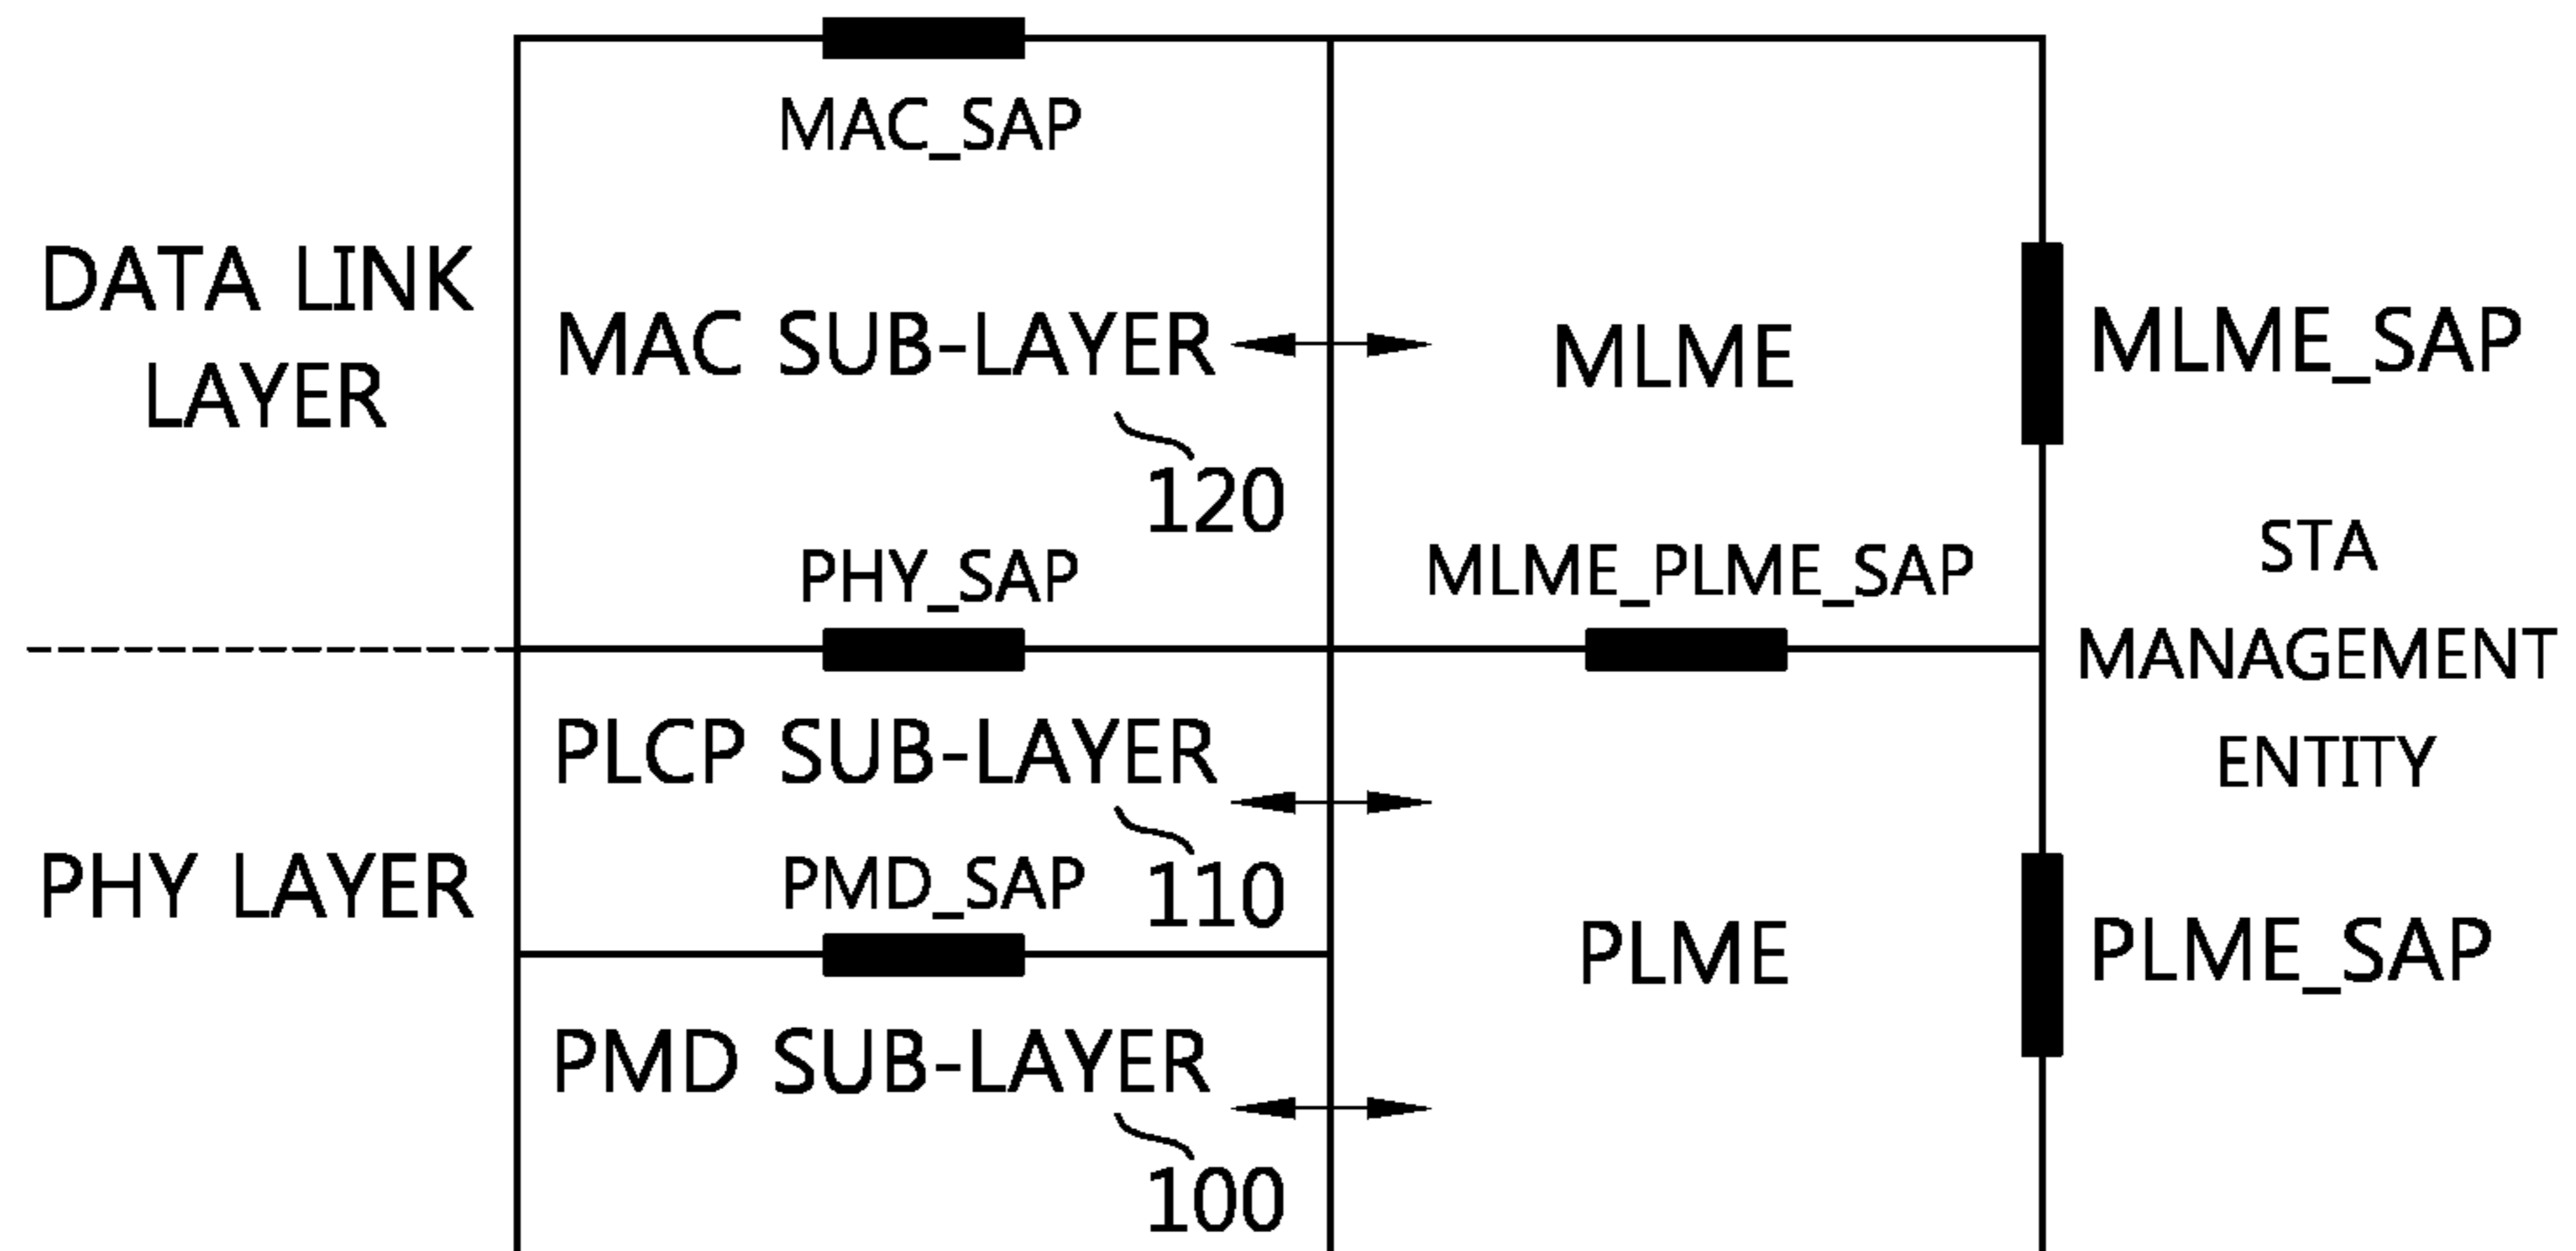 MAC_SAP
DATA LINK
LAYER
MAC SUB-LAYER
120
MLME
MLME_SAP
PHY_SAP
MLME_PLME_SAP
STA
MANAGEMENT
ENTITY
PHY LAYER
PLCP SUB-LAYER
110
PMD_SAP
PLME
PLME_SAP
PMD SUB-LAYER
100